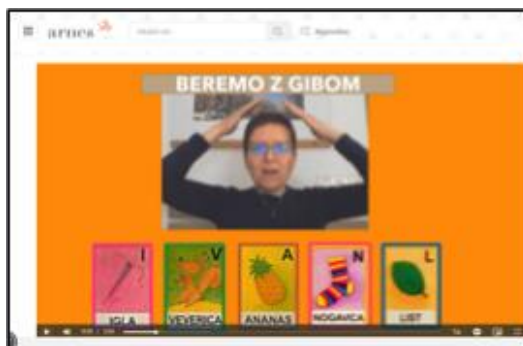 arnes
BEREMO Z GIBOM
I V A N L
IGLA VEVERICA ANANAS NOGAVICA LIST